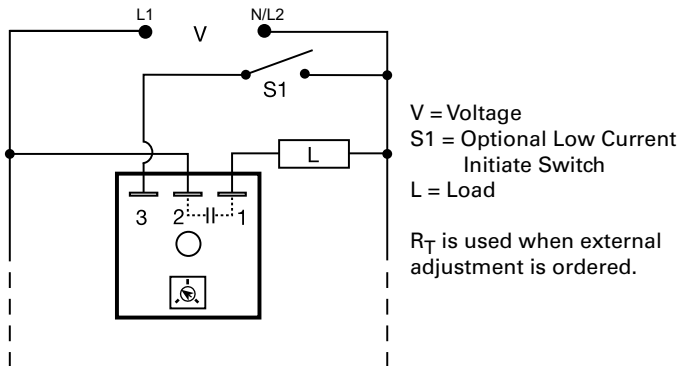 L1
V
N/L2
S1
L
3
2
1
V = Voltage
S1 = Optional Low Current
Initiate Switch
L = Load
R_T is used when external
adjustment is ordered.